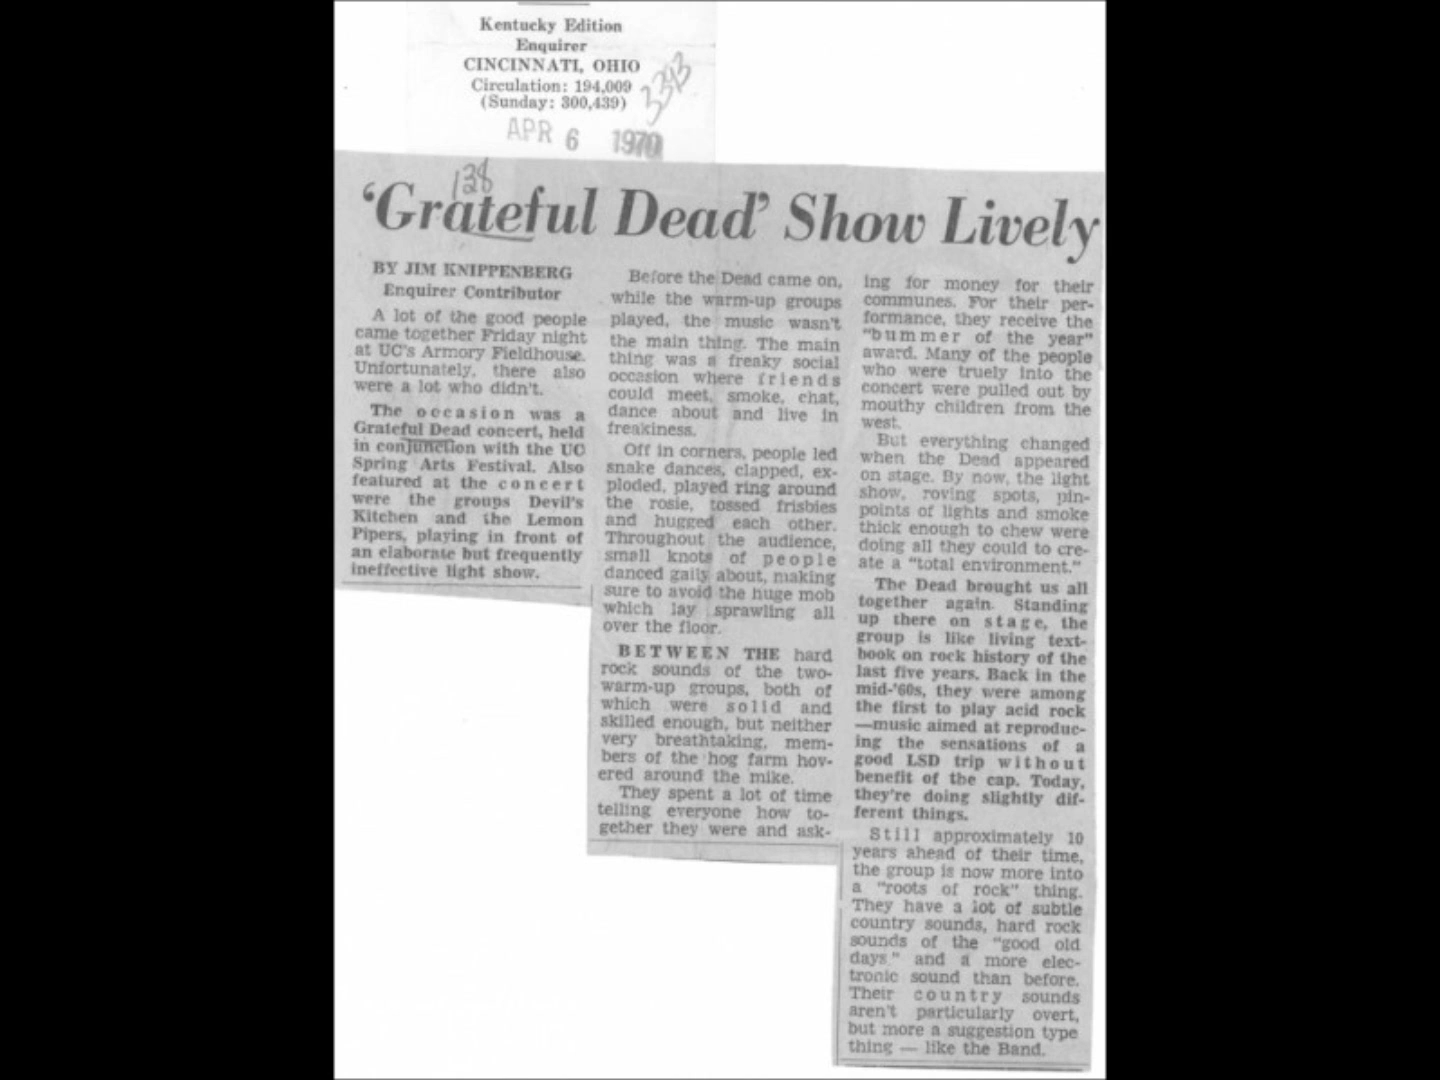 Kentucky Edition
Enquirer
CINCINNATI, OHIO
Circulation: 194,009
(Sunday: 300,439)
3393
APR 6 1970
128
‘Grateful Dead’ Show Lively
BY JIM KNIPPENBERG
Enquirer Contributor
A lot of the good people
came together Friday night
at UC's Armory Fieldhouse.
Unfortunately, there also
were a lot who didn't.
The occasion was a
Grateful Dead concert, held
in conjunction with the UC
Spring Arts Festival. Also
featured at the concert
were the groups Devil's
Kitchen and the Lemon
Pipers, playing in front of
an elaborate but frequently
ineffective light show.
Before the Dead came on,
while the warm-up groups
played, the music wasn't
the main thing. The main
thing was a freaky social
occasion where friends
could meet, smoke, chat,
dance about and live in
freakiness.
Off in corners, people led
snake dances, clapped, ex-
ploded, played ring around
the rosie, tossed frisbies
and hugged each other.
Throughout the audience,
small knots of people
danced gaily about, making
sure to avoid the huge mob
which lay sprawling all
over the floor.
BETWEEN THE hard
rock sounds of the two-
warm-up groups, both of
which were solid and
skilled enough, but neither
very breathtaking, mem-
bers of the hog farm hov-
ered around the mike.
They spent a lot of time
telling everyone how to-
gether they were and ask-
ing for money for their
communes. For their per-
formance, they receive the
"bummer of the year"
award. Many of the people
who were truely into the
concert were pulled out by
mouthy children from the
west.
But everything changed
when the Dead appeared
on stage. By now, the light
show, roving spots, pin-
points of lights and smoke
thick enough to chew were
doing all they could to cre-
ate a "total environment."
The Dead brought us all
together again. Standing
up there on stage, the
group is like living text-
book on rock history of the
last five years. Back in the
mid-'60s, they were among
the first to play acid rock
—music aimed at reproduc-
ing the sensations of a
good LSD trip without
benefit of the cap. Today,
they're doing slightly dif-
ferent things.
Still approximately 10
years ahead of their time,
the group is now more into
a "roots of rock" thing.
They have a lot of subtle
country sounds, hard rock
sounds of the "good old
days" and a more elec-
tronic sound than before.
Their country sounds
aren't particularly overt,
but more a suggestion type
thing — like the Band.